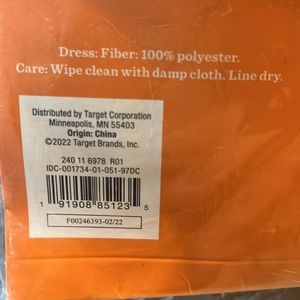 Dress: Fiber: 100% polyester.
Care: Wipe clean with damp cloth. Line dry.
Distributed by Target Corporation
Minneapolis, MN 55403
Origin: China
©2022 Target Brands, Inc.
240 11 6978 R01
IDC-001734-01-051-97DC
1 91908 85123 5
F00246393-02/22